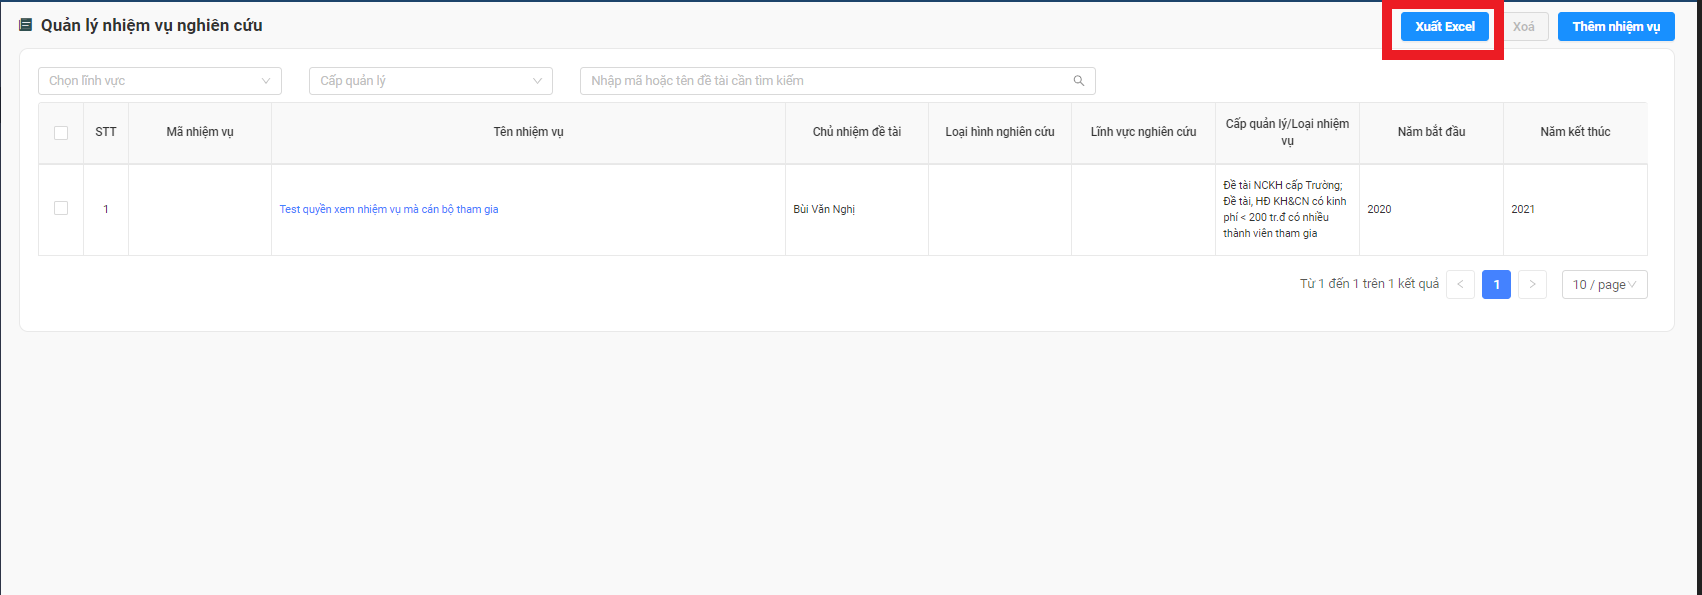 Quản lý nhiệm vụ nghiên cứu
Xuất Excel
Xoá
Thêm nhiệm vụ
Chọn lĩnh vực
Cấp quản lý
Nhập mã hoặc tên đề tài cần tìm kiếm
STT
Mã nhiệm vụ
Tên nhiệm vụ
Chủ nhiệm đề tài
Loại hình nghiên cứu
Lĩnh vực nghiên cứu
Cấp quản lý/Loại nhiệm
vụ
Năm bắt đầu
Năm kết thúc
1
Test quyền xem nhiệm vụ mà cán bộ tham gia
Bùi Văn Nghị
Đề tài NCKH cấp Trường;
Đề tài, HĐ KH&CN có kinh
phí < 200 tr.đ có nhiều
thành viên tham gia
2020
2021
Từ 1 đến 1 trên 1 kết quả
<
1
>
10 / page